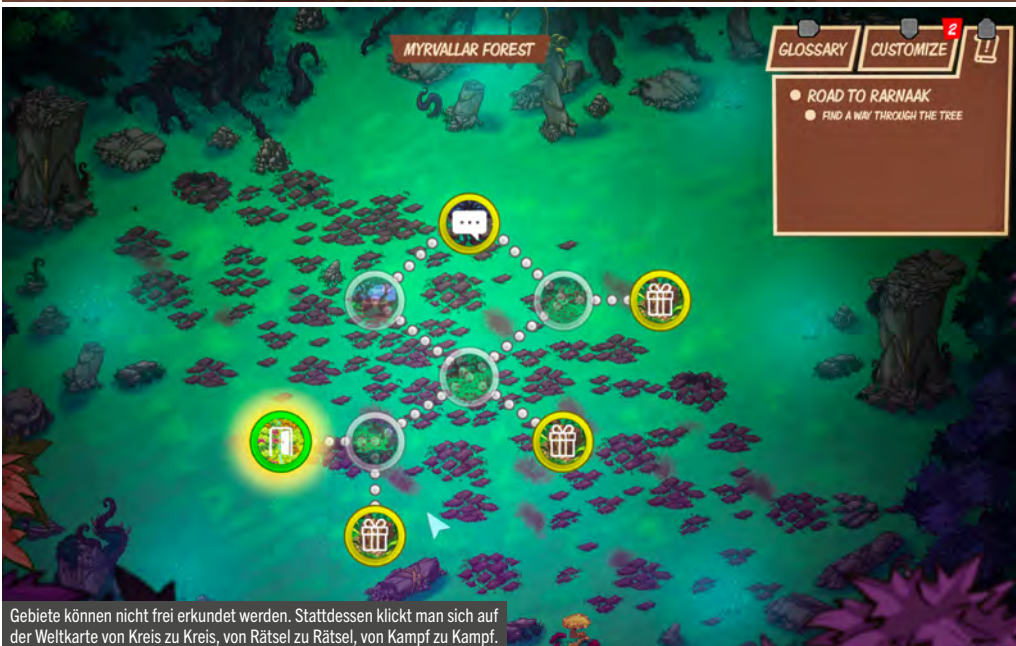 MYRVALLAR FOREST
GLOSSARY
CUSTOMIZE
2
!
ROAD TO RARNAAK
FIND A WAY THROUGH THE TREE
Gebiete können nicht frei erkundet werden. Stattdessen klickt man sich auf
der Weltkarte von Kreis zu Kreis, von Rätsel zu Rätsel, von Kampf zu Kampf.